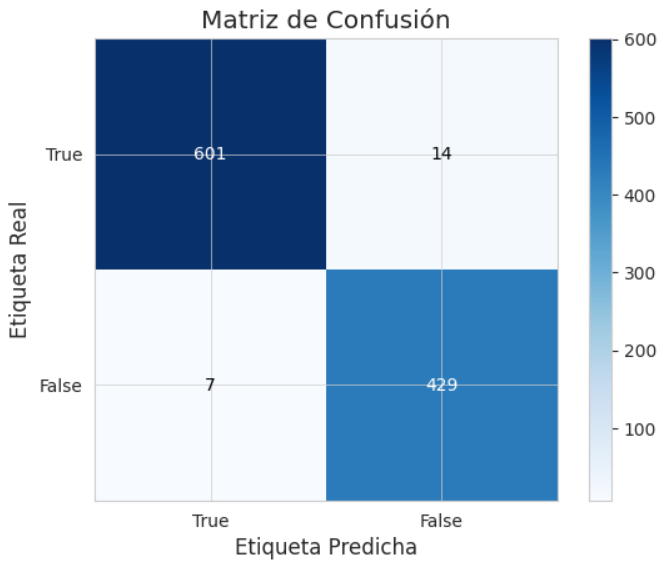 Matriz de Confusión
Etiqueta Real
True
601
14
False
7
429
True
False
Etiqueta Predicha
600
500
400
300
200
100